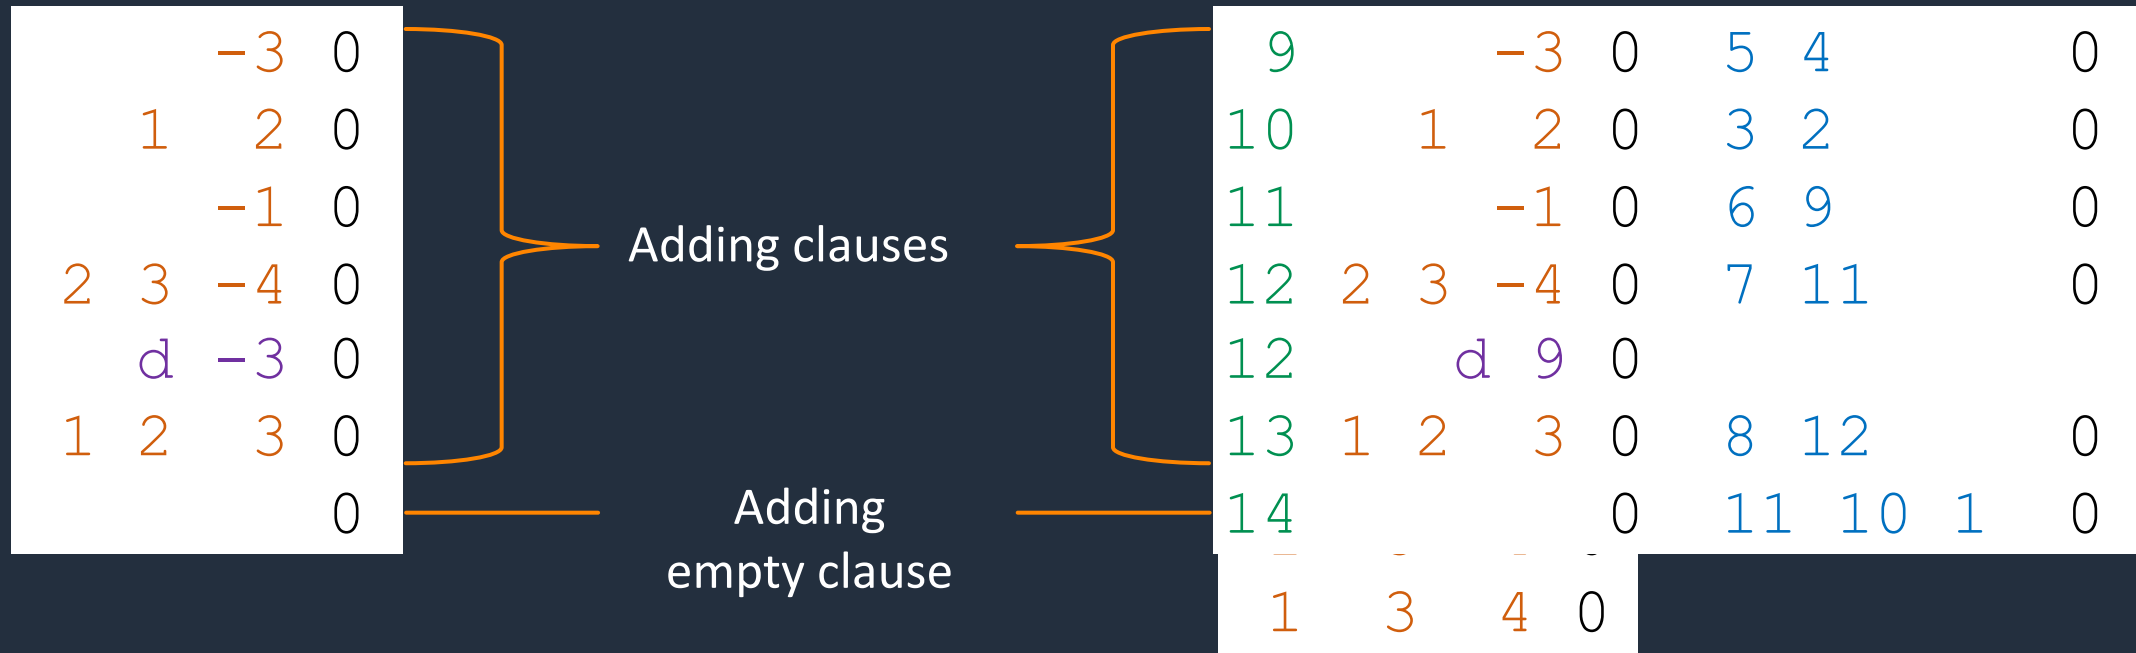 -3 0
1 2 0
-1 0
2 3 -4 0
d -3 0
1 2 3 0
0
Adding clauses
Adding
empty clause
9 -3 0 5 4 0
10 1 2 0 3 2 0
11 -1 0 6 9 0
12 2 3 -4 0 7 11 0
12 d 9 0
13 1 2 3 0 8 12 0
14 0 11 10 1 0
1 3 4 0